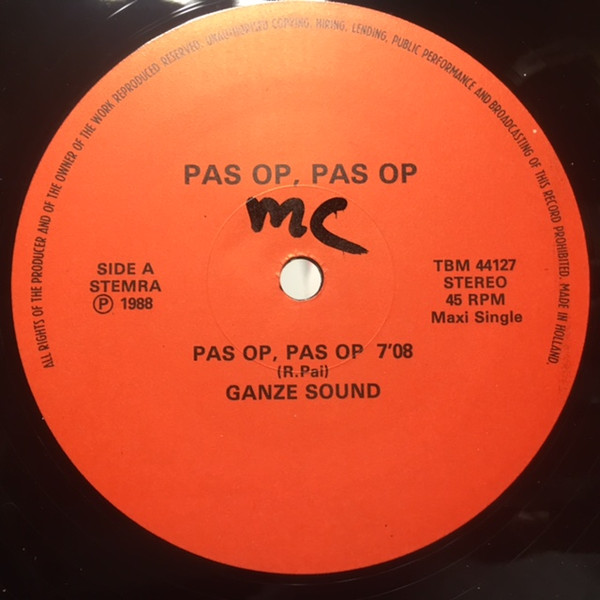 ALL RIGHTS OF THE PRODUCER AND OF THE OWNER OF THE WORK REPRODUCED RESERVED. UNAUTHORISED COPYING, HIRING, LENDING, PUBLIC PERFORMANCE AND BROADCASTING OF THIS RECORD PROHIBITED. MADE IN HOLLAND.
PAS OP, PAS OP
MC
SIDE A
STEMRA
Ⓟ 1988
TBM 44127
STEREO
45 RPM
Maxi Single
PAS OP, PAS OP 7'08
(R.Pai)
GANZE SOUND